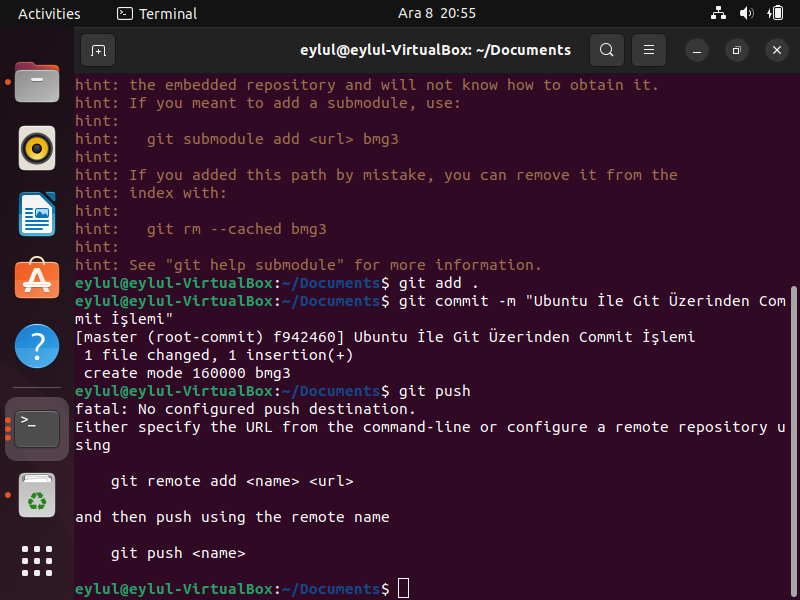 Activities
Terminal
Ara 8 20:55
eylul@eylul-VirtualBox: ~/Documents
hint: the embedded repository and will not know how to obtain it.
hint: If you meant to add a submodule, use:
hint:
hint:   git submodule add <url> bmg3
hint:
hint: If you added this path by mistake, you can remove it from the
hint: index with:
hint:
hint:   git rm --cached bmg3
hint:
hint: See "git help submodule" for more information.
eylul@eylul-VirtualBox:~/Documents$ git add .
eylul@eylul-VirtualBox:~/Documents$ git commit -m "Ubuntu İle Git Üzerinden Com
mit İşlemi"
[master (root-commit) f942460] Ubuntu İle Git Üzerinden Commit İşlemi
 1 file changed, 1 insertion(+)
 create mode 160000 bmg3
eylul@eylul-VirtualBox:~/Documents$ git push
fatal: No configured push destination.
Either specify the URL from the command-line or configure a remote repository u
sing

    git remote add <name> <url>

and then push using the remote name

    git push <name>

eylul@eylul-VirtualBox:~/Documents$